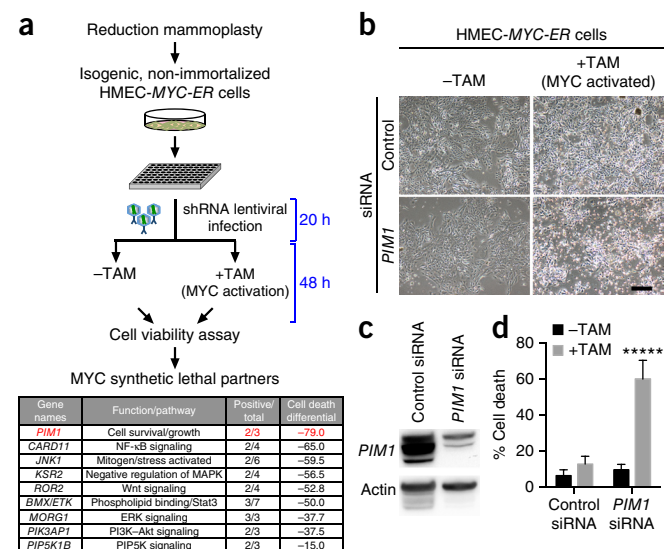 a
Reduction mammoplasty
Isogenic, non-immortalized
HMEC-MYC-ER cells
shRNA lentiviral
infection
20 h
–TAM
+TAM
(MYC activation)
48 h
Cell viability assay
MYC synthetic lethal partners
Gene names Function/pathway Positive/total Cell death differential
PIM1 Cell survival/growth 2/3 –79.0
CARD11 NF-κB signaling 2/4 –65.0
JNK1 Mitogen/stress activated 2/6 –59.5
KSR2 Negative regulation of MAPK 2/4 –56.5
ROR2 Wnt signaling 2/4 –52.8
BMX/ETK Phospholipid binding/Stat3 3/7 –50.0
MORG1 ERK signaling 3/3 –37.7
PIK3AP1 PI3K–Akt signaling 2/3 –37.5
PIP5K1B PIP5K signaling 2/3 –15.0
b
HMEC-MYC-ER cells
–TAM
+TAM
(MYC activated)
siRNA
Control
PIM1
c
Control siRNA
PIM1 siRNA
PIM1
Actin
d
–TAM
+TAM
*****
% Cell death
80
60
40
20
0
Control
siRNA
PIM1
siRNA